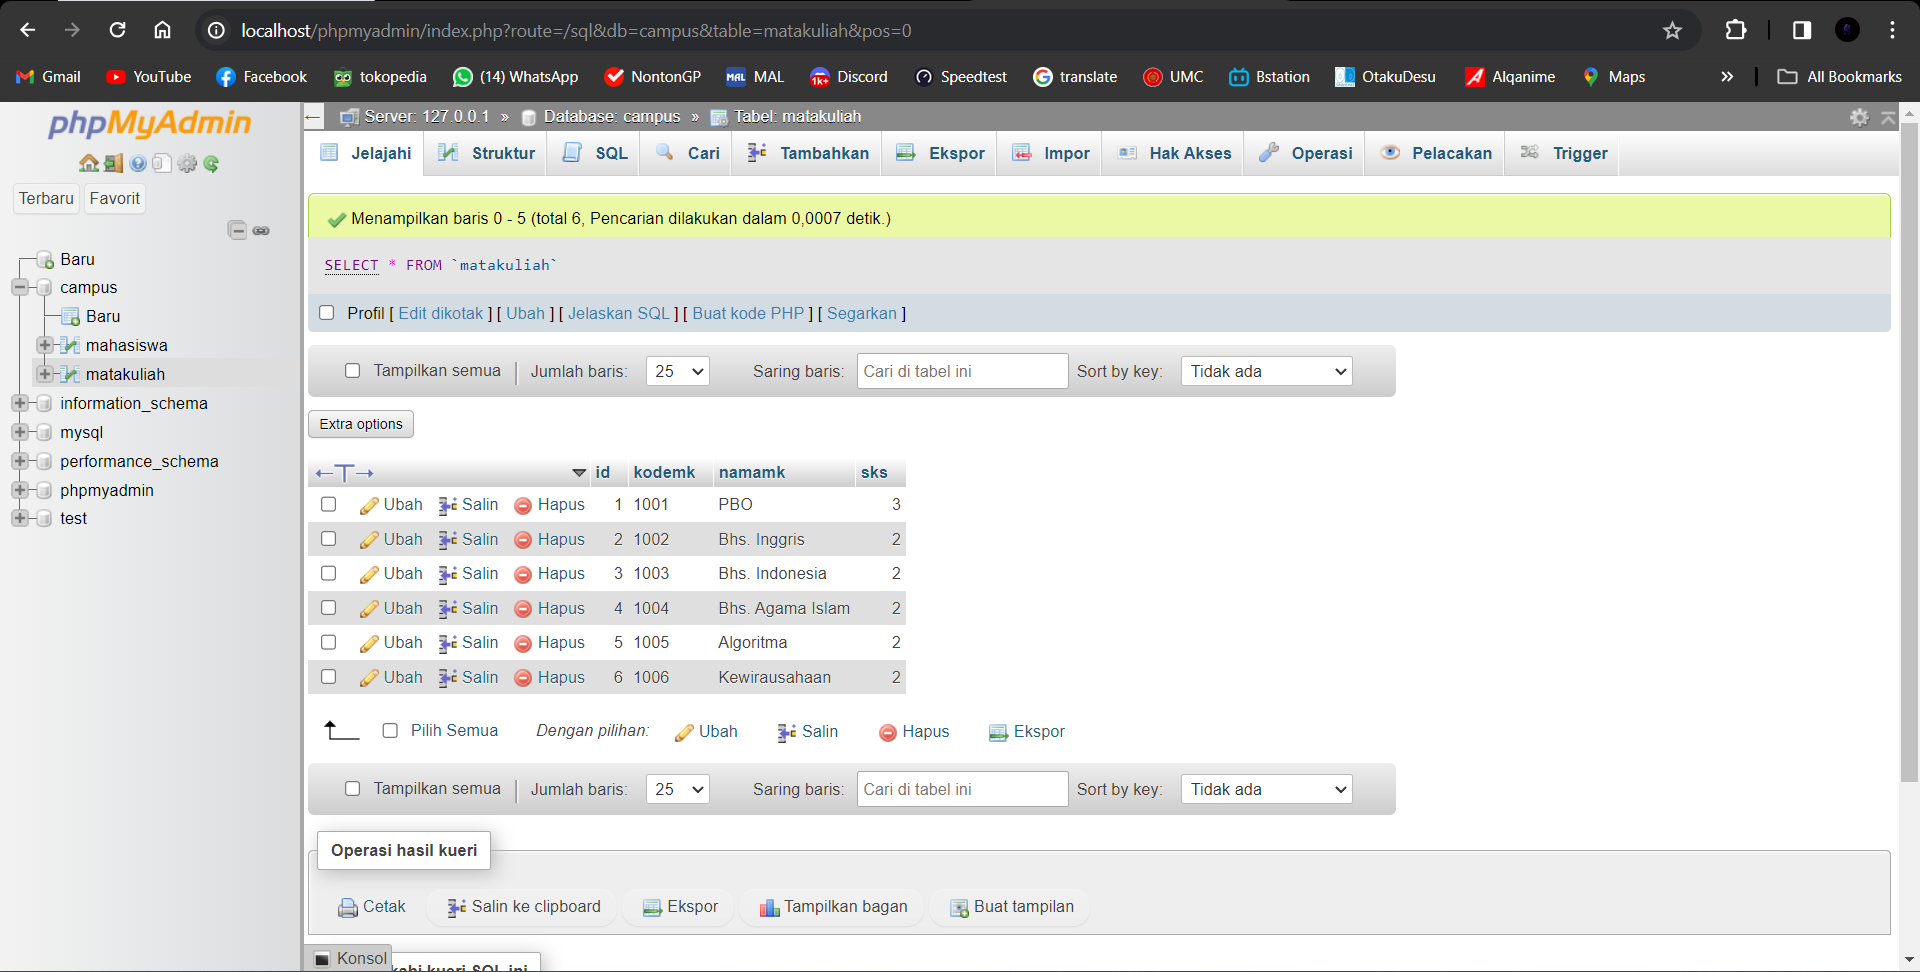 localhost/phpmyadmin/index.php?route=/sql&db=campus&table=matakuliah&pos=0
Gmail YouTube Facebook tokopedia (14) WhatsApp NontonGP MAL MAL Discord Speedtest translate UMC Bstation OtakuDesu Alqanime Maps » All Bookmarks
phpMyAdmin
Terbaru Favorit
Baru
campus
Baru
mahasiswa
matakuliah
information_schema
mysql
performance_schema
phpmyadmin
test
Server: 127.0.0.1 » Database: campus » Tabel: matakuliah
Jelajahi Struktur SQL Cari Tambahkan Ekspor Impor Hak Akses Operasi Pelacakan Trigger
Menampilkan baris 0 - 5 (total 6, Pencarian dilakukan dalam 0,0007 detik.)
SELECT * FROM `matakuliah`
Profil [ Edit dikotak ] [ Ubah ] [ Jelaskan SQL ] [ Buat kode PHP ] [ Segarkan ]
Tampilkan semua Jumlah baris: 25 Saring baris: Cari di tabel ini Sort by key: Tidak ada
Extra options
←T→ id kodemk namamk sks
Ubah Salin Hapus 1 1001 PBO 3
Ubah Salin Hapus 2 1002 Bhs. Inggris 2
Ubah Salin Hapus 3 1003 Bhs. Indonesia 2
Ubah Salin Hapus 4 1004 Bhs. Agama Islam 2
Ubah Salin Hapus 5 1005 Algoritma 2
Ubah Salin Hapus 6 1006 Kewirausahaan 2
Pilih Semua Dengan pilihan: Ubah Salin Hapus Ekspor
Tampilkan semua Jumlah baris: 25 Saring baris: Cari di tabel ini Sort by key: Tidak ada
Operasi hasil kueri
Cetak Salin ke clipboard Ekspor Tampilkan bagan Buat tampilan
Konsol
kueri SQL ini